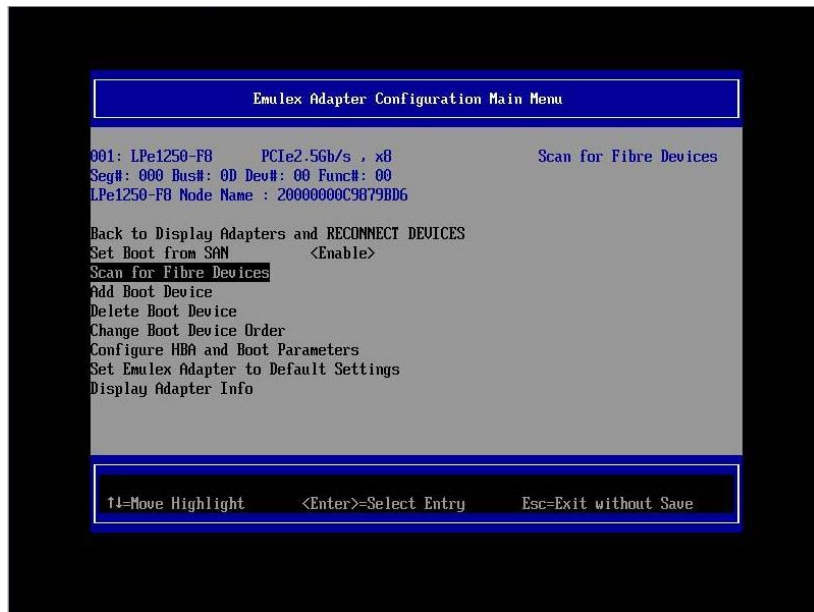 Emulex Adapter Configuration Main Menu
001: LPe1250-F8 PCIe2.5Gb/s , x8 Scan for Fibre Devices
Seg#: 000 Bus#: 0D Dev#: 00 Func#: 00
LPe1250-F8 Node Name : 20000000C9879BD6
Back to Display Adapters and RECONNECT DEVICES
Set Boot from SAN <Enable>
Scan for Fibre Devices
Add Boot Device
Delete Boot Device
Change Boot Device Order
Configure HBA and Boot Parameters
Set Emulex Adapter to Default Settings
Display Adapter Info
↑↓=Move Highlight <Enter>=Select Entry Esc=Exit without Save